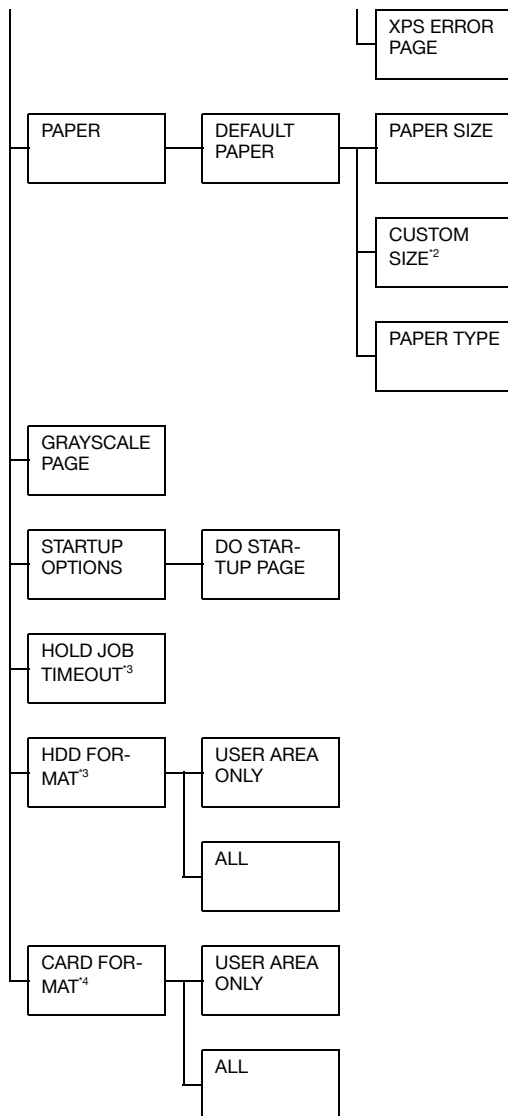 XPS ERROR
PAGE
PAPER
DEFAULT
PAPER
PAPER SIZE
CUSTOM
SIZE*2
PAPER TYPE
GRAYSCALE
PAGE
STARTUP
OPTIONS
DO STAR-
TUP PAGE
HOLD JOB
TIMEOUT*3
HDD FOR-
MAT*3
USER AREA
ONLY
ALL
CARD FOR-
MAT*4
USER AREA
ONLY
ALL